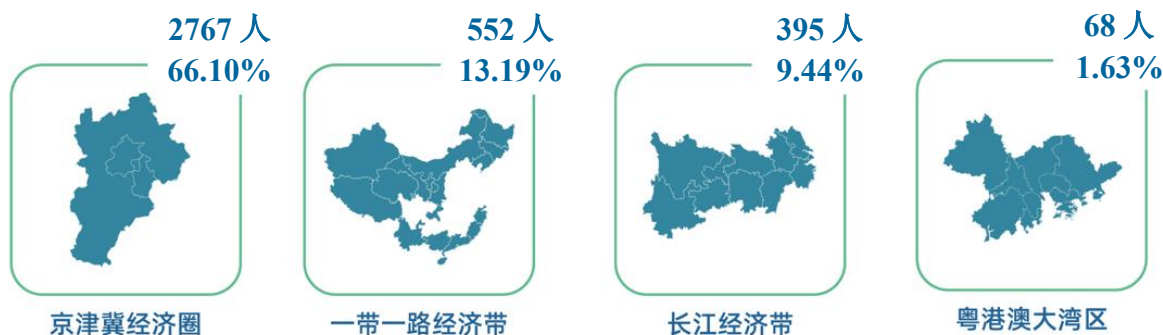 2767 人
66.10%
552 人
13.19%
395 人
9.44%
68 人
1.63%
京津冀经济圈
一带一路经济带
长江经济带
粤港澳大湾区